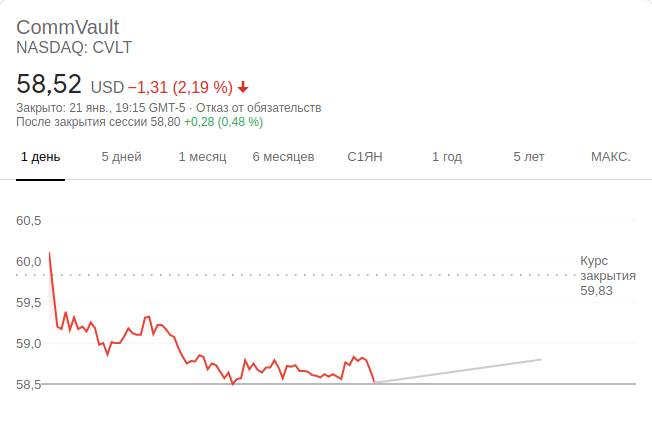 CommVault
NASDAQ: CVLT
58,52 USD −1,31 (2,19 %)
Закрыто: 21 янв., 19:15 GMT-5 · Отказ от обязательств
После закрытия сессии 58,80 +0,28 (0,48 %)
1 день 5 дней 1 месяц 6 месяцев С1ЯН 1 год 5 лет МАКС.
60,5
60,0
59,5
59,0
58,5
Курс
закрытия
59,83